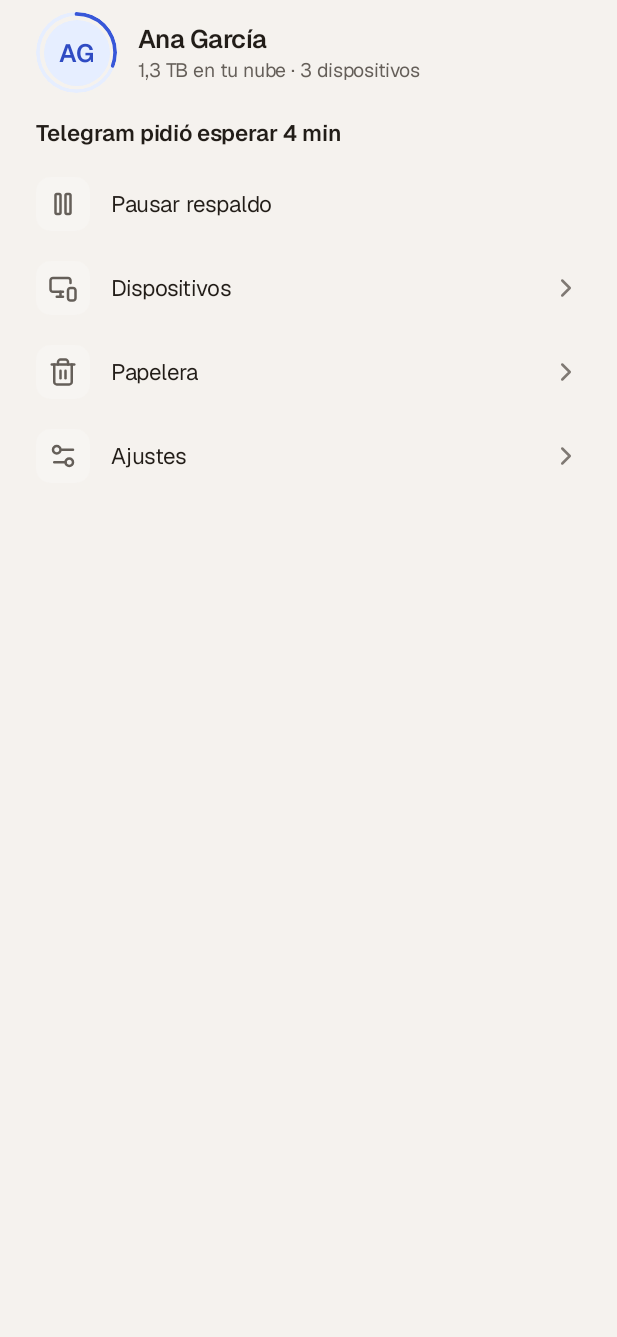 AG
Ana García
1,3 TB en tu nube · 3 dispositivos
Telegram pidió esperar 4 min
Pausar respaldo
Dispositivos
Papelera
Ajustes